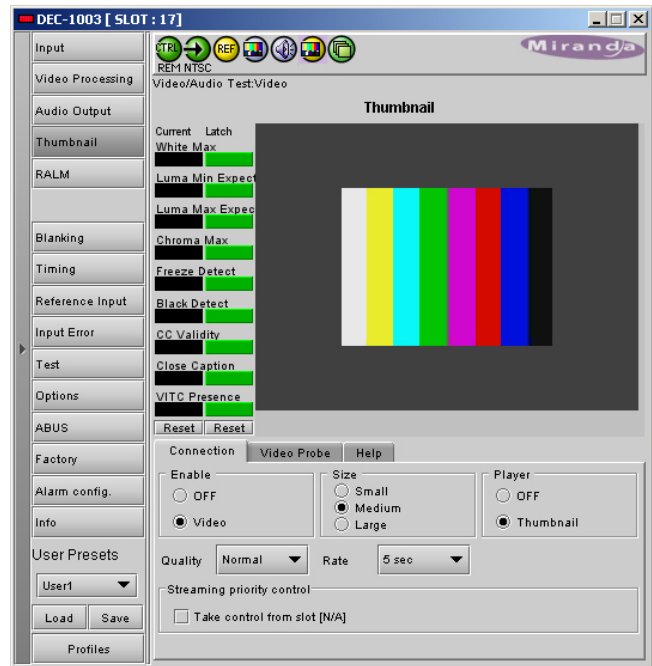 DEC-1003 [ SLOT : 17]
Input
Video Processing
Audio Output
Thumbnail
RALM
Blanking
Timing
Reference Input
Input Error
Test
Options
ABUS
Factory
Alarm config.
Info
User Presets
User1
Load Save
Profiles
CTRL REF
REM NTSC
Miranda
Video/Audio Test:Video
Thumbnail
Current Latch
White Max
Luma Min Expect
Luma Max Expec
Chroma Max
Freeze Detect
Black Detect
CC Validity
Close Caption
VITC Presence
Reset Reset
Connection Video Probe Help
Enable
OFF
Video
Size
Small
Medium
Large
Player
OFF
Thumbnail
Quality Normal Rate 5 sec
Streaming priority control
Take control from slot [N/A]